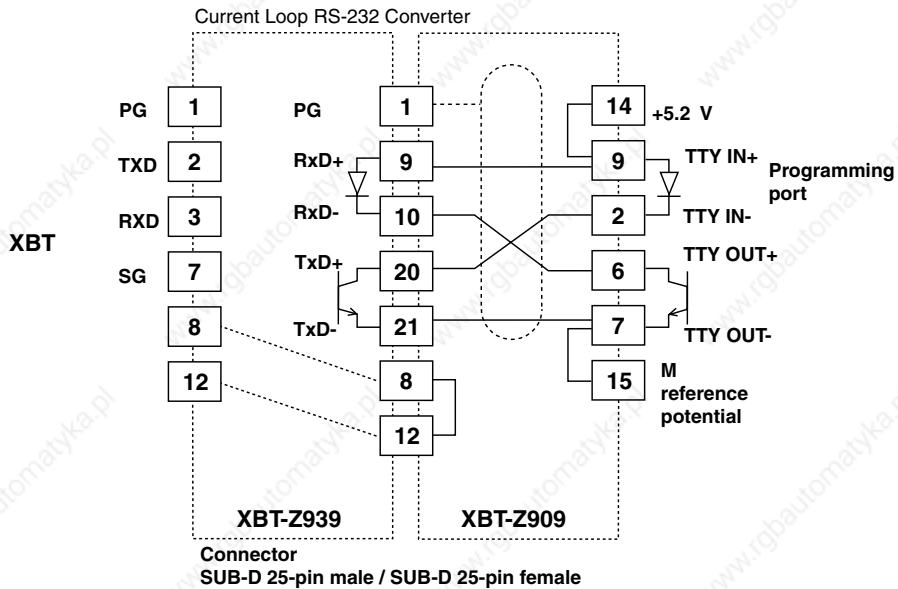 Current Loop RS-232 Converter
XBT
PG 1
TXD 2
RXD 3
SG 7
8
12
PG 1
RxD+ 9
RxD- 10
TxD+ 20
TxD- 21
8
12
14 +5.2 V
9 TTY IN+
2 TTY IN-
6 TTY OUT+
7 TTY OUT-
15 M
reference
potential
Programming
port
XBT-Z939
XBT-Z909
Connector
SUB-D 25-pin male / SUB-D 25-pin female
www.rgbautomatyka.pl